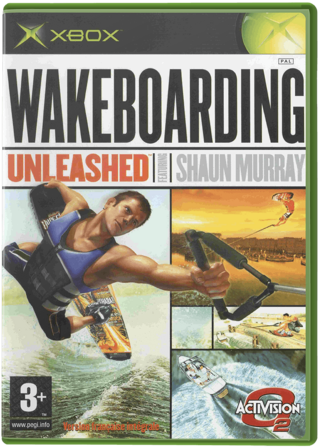 XBOX
PAL
WAKEBOARDING
UNLEASHED
FEATURING
SHAUN MURRAY
3+
www.pegi.info
ACTIVISION
O2